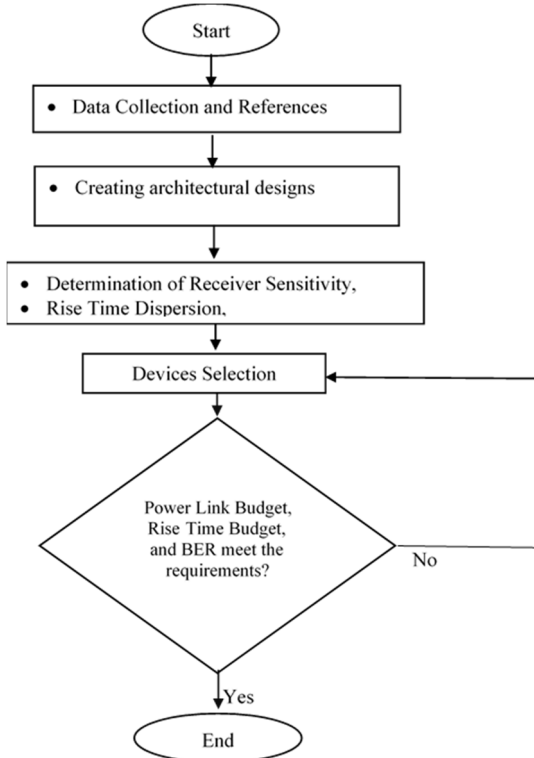 Start
• Data Collection and References
• Creating architectural designs
• Determination of Receiver Sensitivity,
• Rise Time Dispersion,
Devices Selection
Power Link Budget,
Rise Time Budget,
and BER meet the
requirements?
No
Yes
End